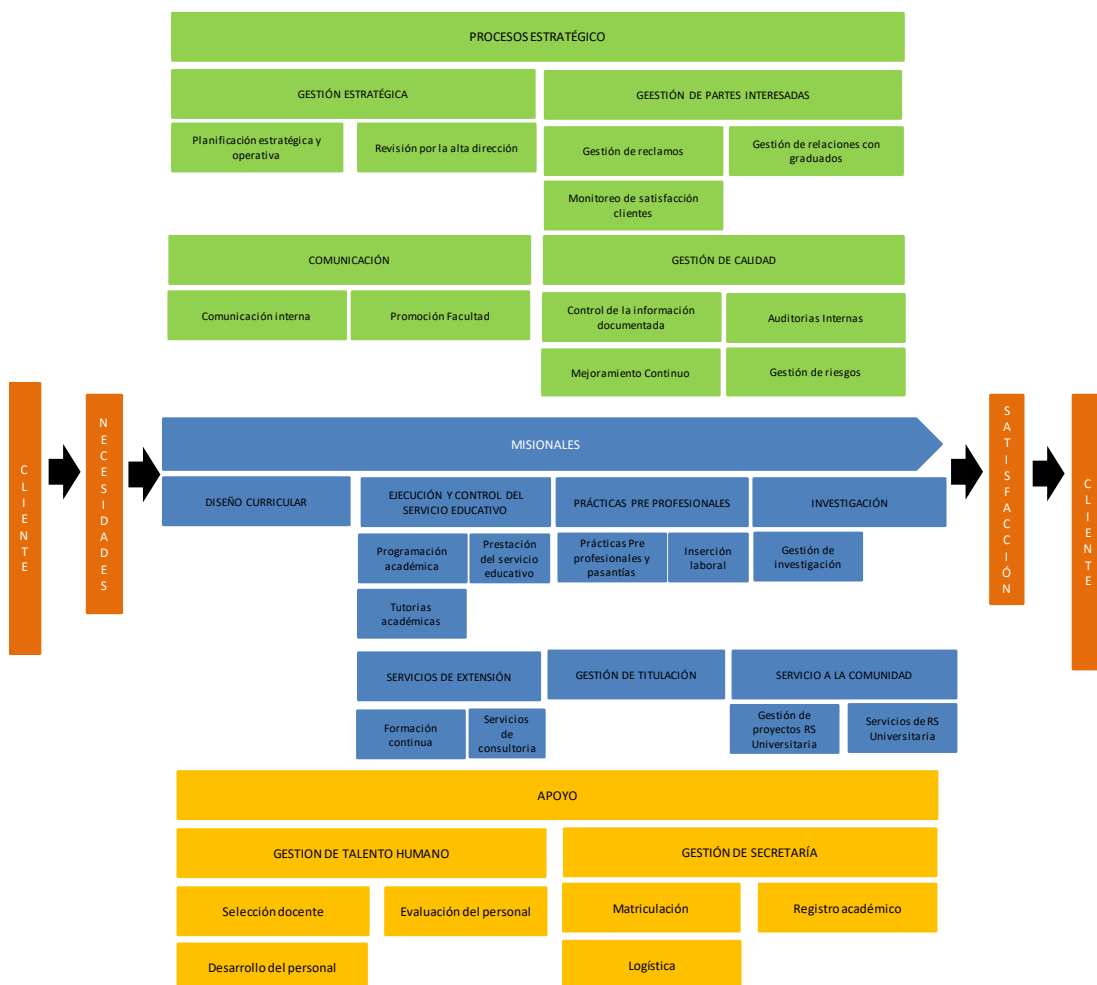 PROCESOS ESTRATÉGICO
GESTIÓN ESTRATÉGICA
GEESTIÓN DE PARTES INTERESADAS
Planificación estratégica y
operativa
Revisión por la alta dirección
Gestión de reclamos
Gestión de relaciones con
graduados
Monitoreo de satisfacción
clientes
COMUNICACIÓN
GESTIÓN DE CALIDAD
Comunicación interna
Promoción Facultad
Control de la información
documentada
Auditorias Internas
Mejoramiento Continuo
Gestión de riesgos
CLIENTE
NECESIDADES
MISIONALES
DISEÑO CURRICULAR
EJECUCIÓN Y CONTROL DEL
SERVICIO EDUCATIVO
PRÁCTICAS PRE PROFESIONALES
INVESTIGACIÓN
Programación
académica
Prestación
del servicio
educativo
Prácticas Pre
profesionales y
pasantías
Inserción
laboral
Gestión de
investigación
Tutorias
académicas
SERVICIOS DE EXTENSIÓN
GESTIÓN DE TITULACIÓN
SERVICIO A LA COMUNIDAD
Formación
continua
Servicios
de
consultoria
Gestión de
proyectos RS
Universitaria
Servicios de RS
Universitaria
SATISFACCIÓN
CLIENTE
APOYO
GESTION DE TALENTO HUMANO
GESTIÓN DE SECRETARÍA
Selección docente
Evaluación del personal
Matriculación
Registro académico
Desarrollo del personal
Logística